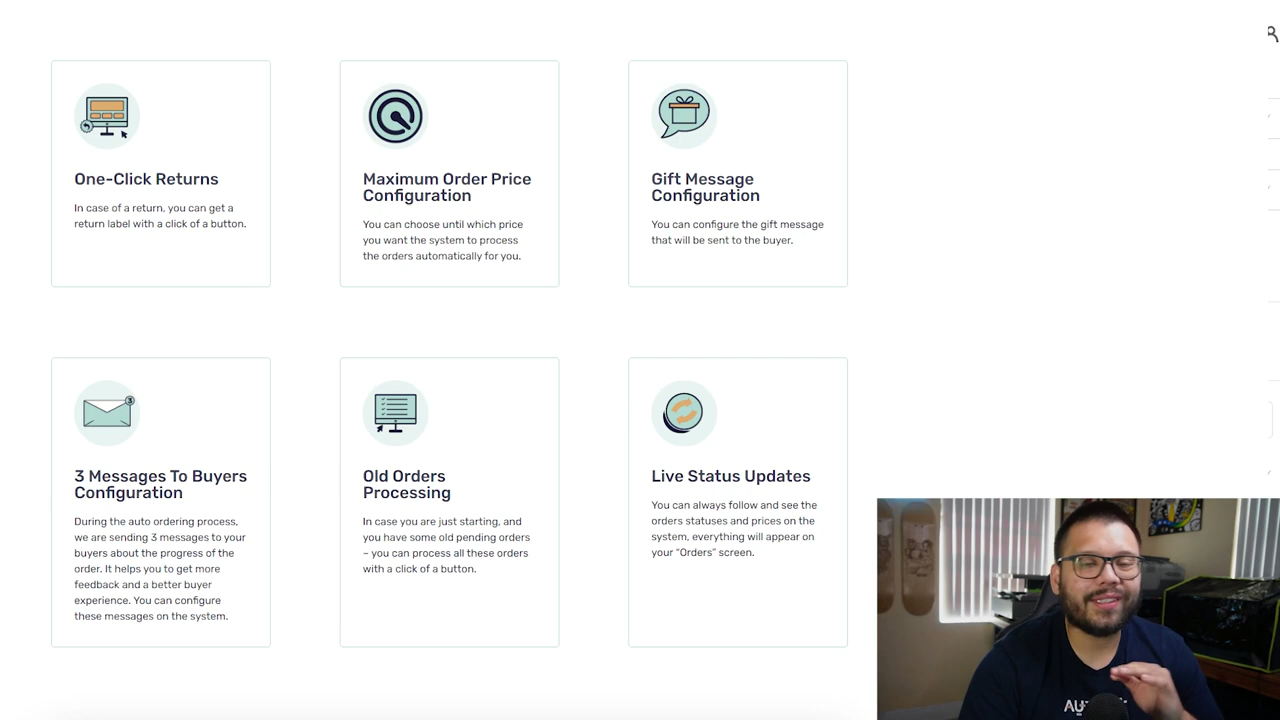 One-Click Returns
In case of a return, you can get a
return label with a click of a button.
Maximum Order Price
Configuration
You can choose until which price
you want the system to process
the orders automatically for you.
Gift Message
Configuration
You can configure the gift message
that will be sent to the buyer.
3
3 Messages To Buyers
Configuration
During the auto ordering process,
we are sending 3 messages to your
buyers about the progress of the
order. It helps you to get more
feedback and a better buyer
experience. You can configure
these messages on the system.
Old Orders
Processing
In case you are just starting, and
you have some old pending orders
– you can process all these orders
with a click of a button.
Live Status Updates
You can always follow and see the
orders statuses and prices on the
system, everything will appear on
your “Orders” screen.